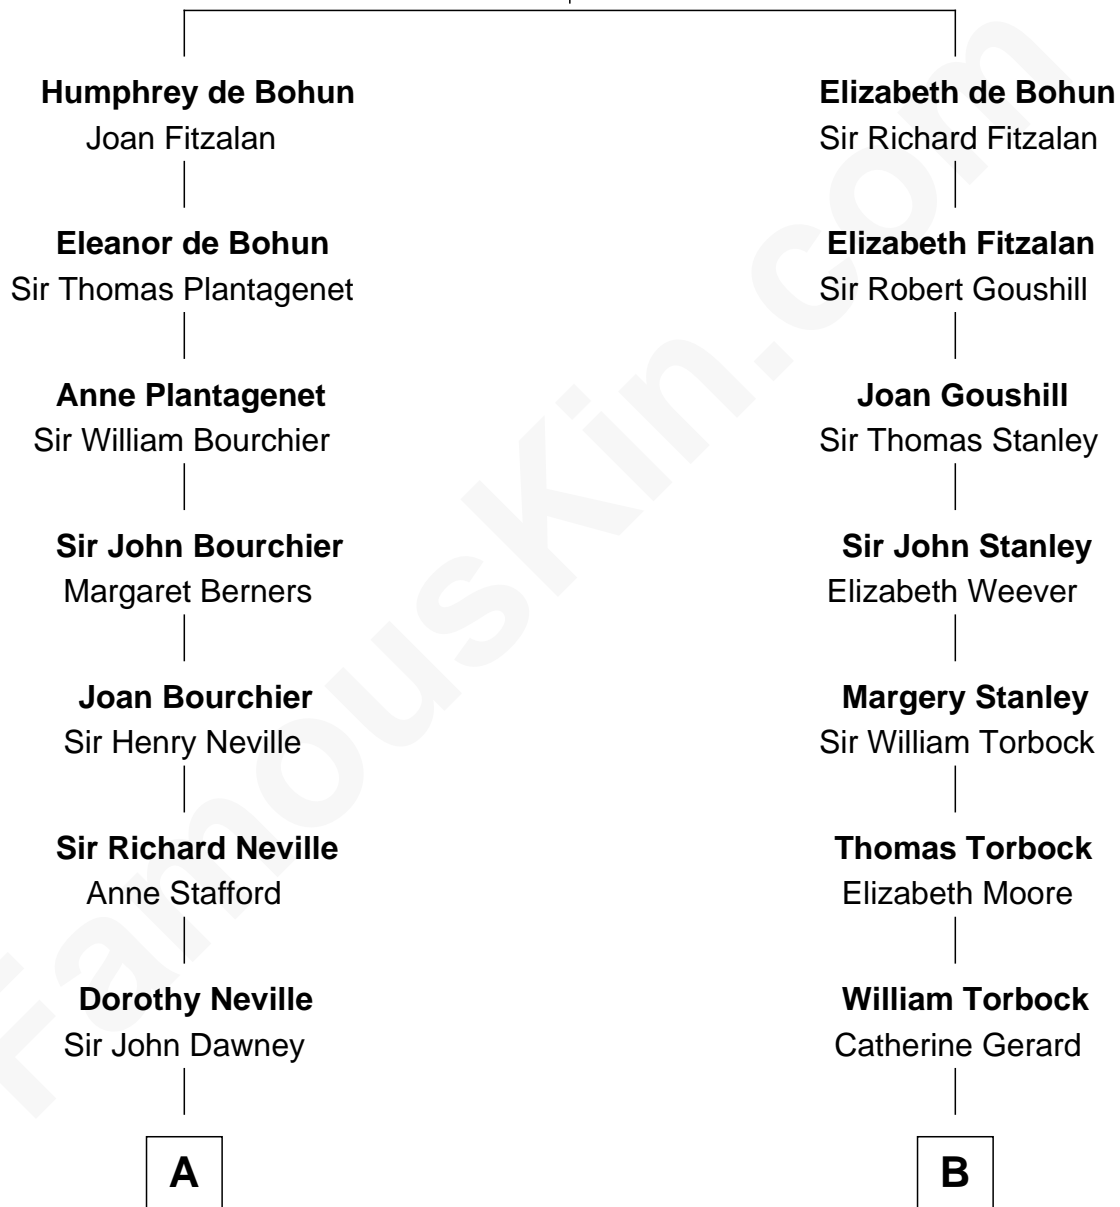 Humphrey de Bohun
Joan Fitzalan
Eleanor de Bohun
Sir Thomas Plantagenet
Anne Plantagenet
Sir William Bourchier
Sir John Bourchier
Margaret Berners
Joan Bourchier
Sir Henry Neville
Sir Richard Neville
Anne Stafford
Dorothy Neville
Sir John Dawney
A
Elizabeth de Bohun
Sir Richard Fitzalan
Elizabeth Fitzalan
Sir Robert Goushill
Joan Goushill
Sir Thomas Stanley
Sir John Stanley
Elizabeth Weever
Margery Stanley
Sir William Torbock
Thomas Torbock
Elizabeth Moore
William Torbock
Catherine Gerard
B
FamousKin.com